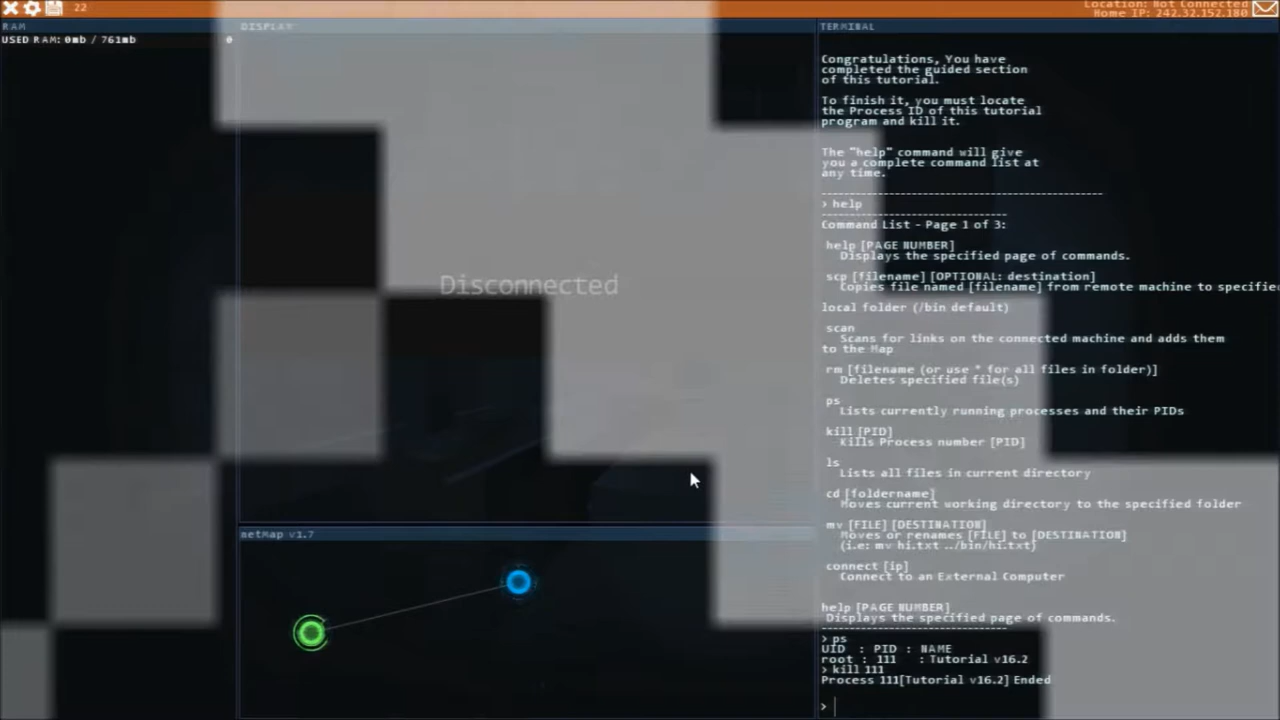 22
Location: Not Connected
Home IP: 242.32.152.180
RAM
USED RAM: 0mb / 761mb
0
DISPLAY
Disconnected
netMap v1.7
TERMINAL
Congratulations, You have
completed the guided section
of this tutorial.
To finish it, you must locate
the Process ID of this tutorial
program and kill it.
The "help" command will give
you a complete command list at
any time.
--------------------------------------------------
> help
---------------------------------
Command List - Page 1 of 3:
help [PAGE NUMBER]
Displays the specified page of commands.
scp [filename] [OPTIONAL: destination]
Copies file named [filename] from remote machine to specified
local folder (/bin default)
scan
Scans for links on the connected machine and adds them
to the Map
rm [filename (or use * for all files in folder)]
Deletes specified file(s)
ps
Lists currently running processes and their PIDs
kill [PID]
Kills Process number [PID]
ls
Lists all files in current directory
cd [foldername]
Moves current working directory to the specified folder
mv [FILE] [DESTINATION]
Moves or renames [FILE] to [DESTINATION]
(i.e: mv hi.txt ../bin/hi.txt)
connect [ip]
Connect to an External Computer
help [PAGE NUMBER]
Displays the specified page of commands.
---------------------------------
> ps
UID : PID : NAME
root : 111 : Tutorial v16.2
> kill 111
Process 111[Tutorial v16.2] Ended
>